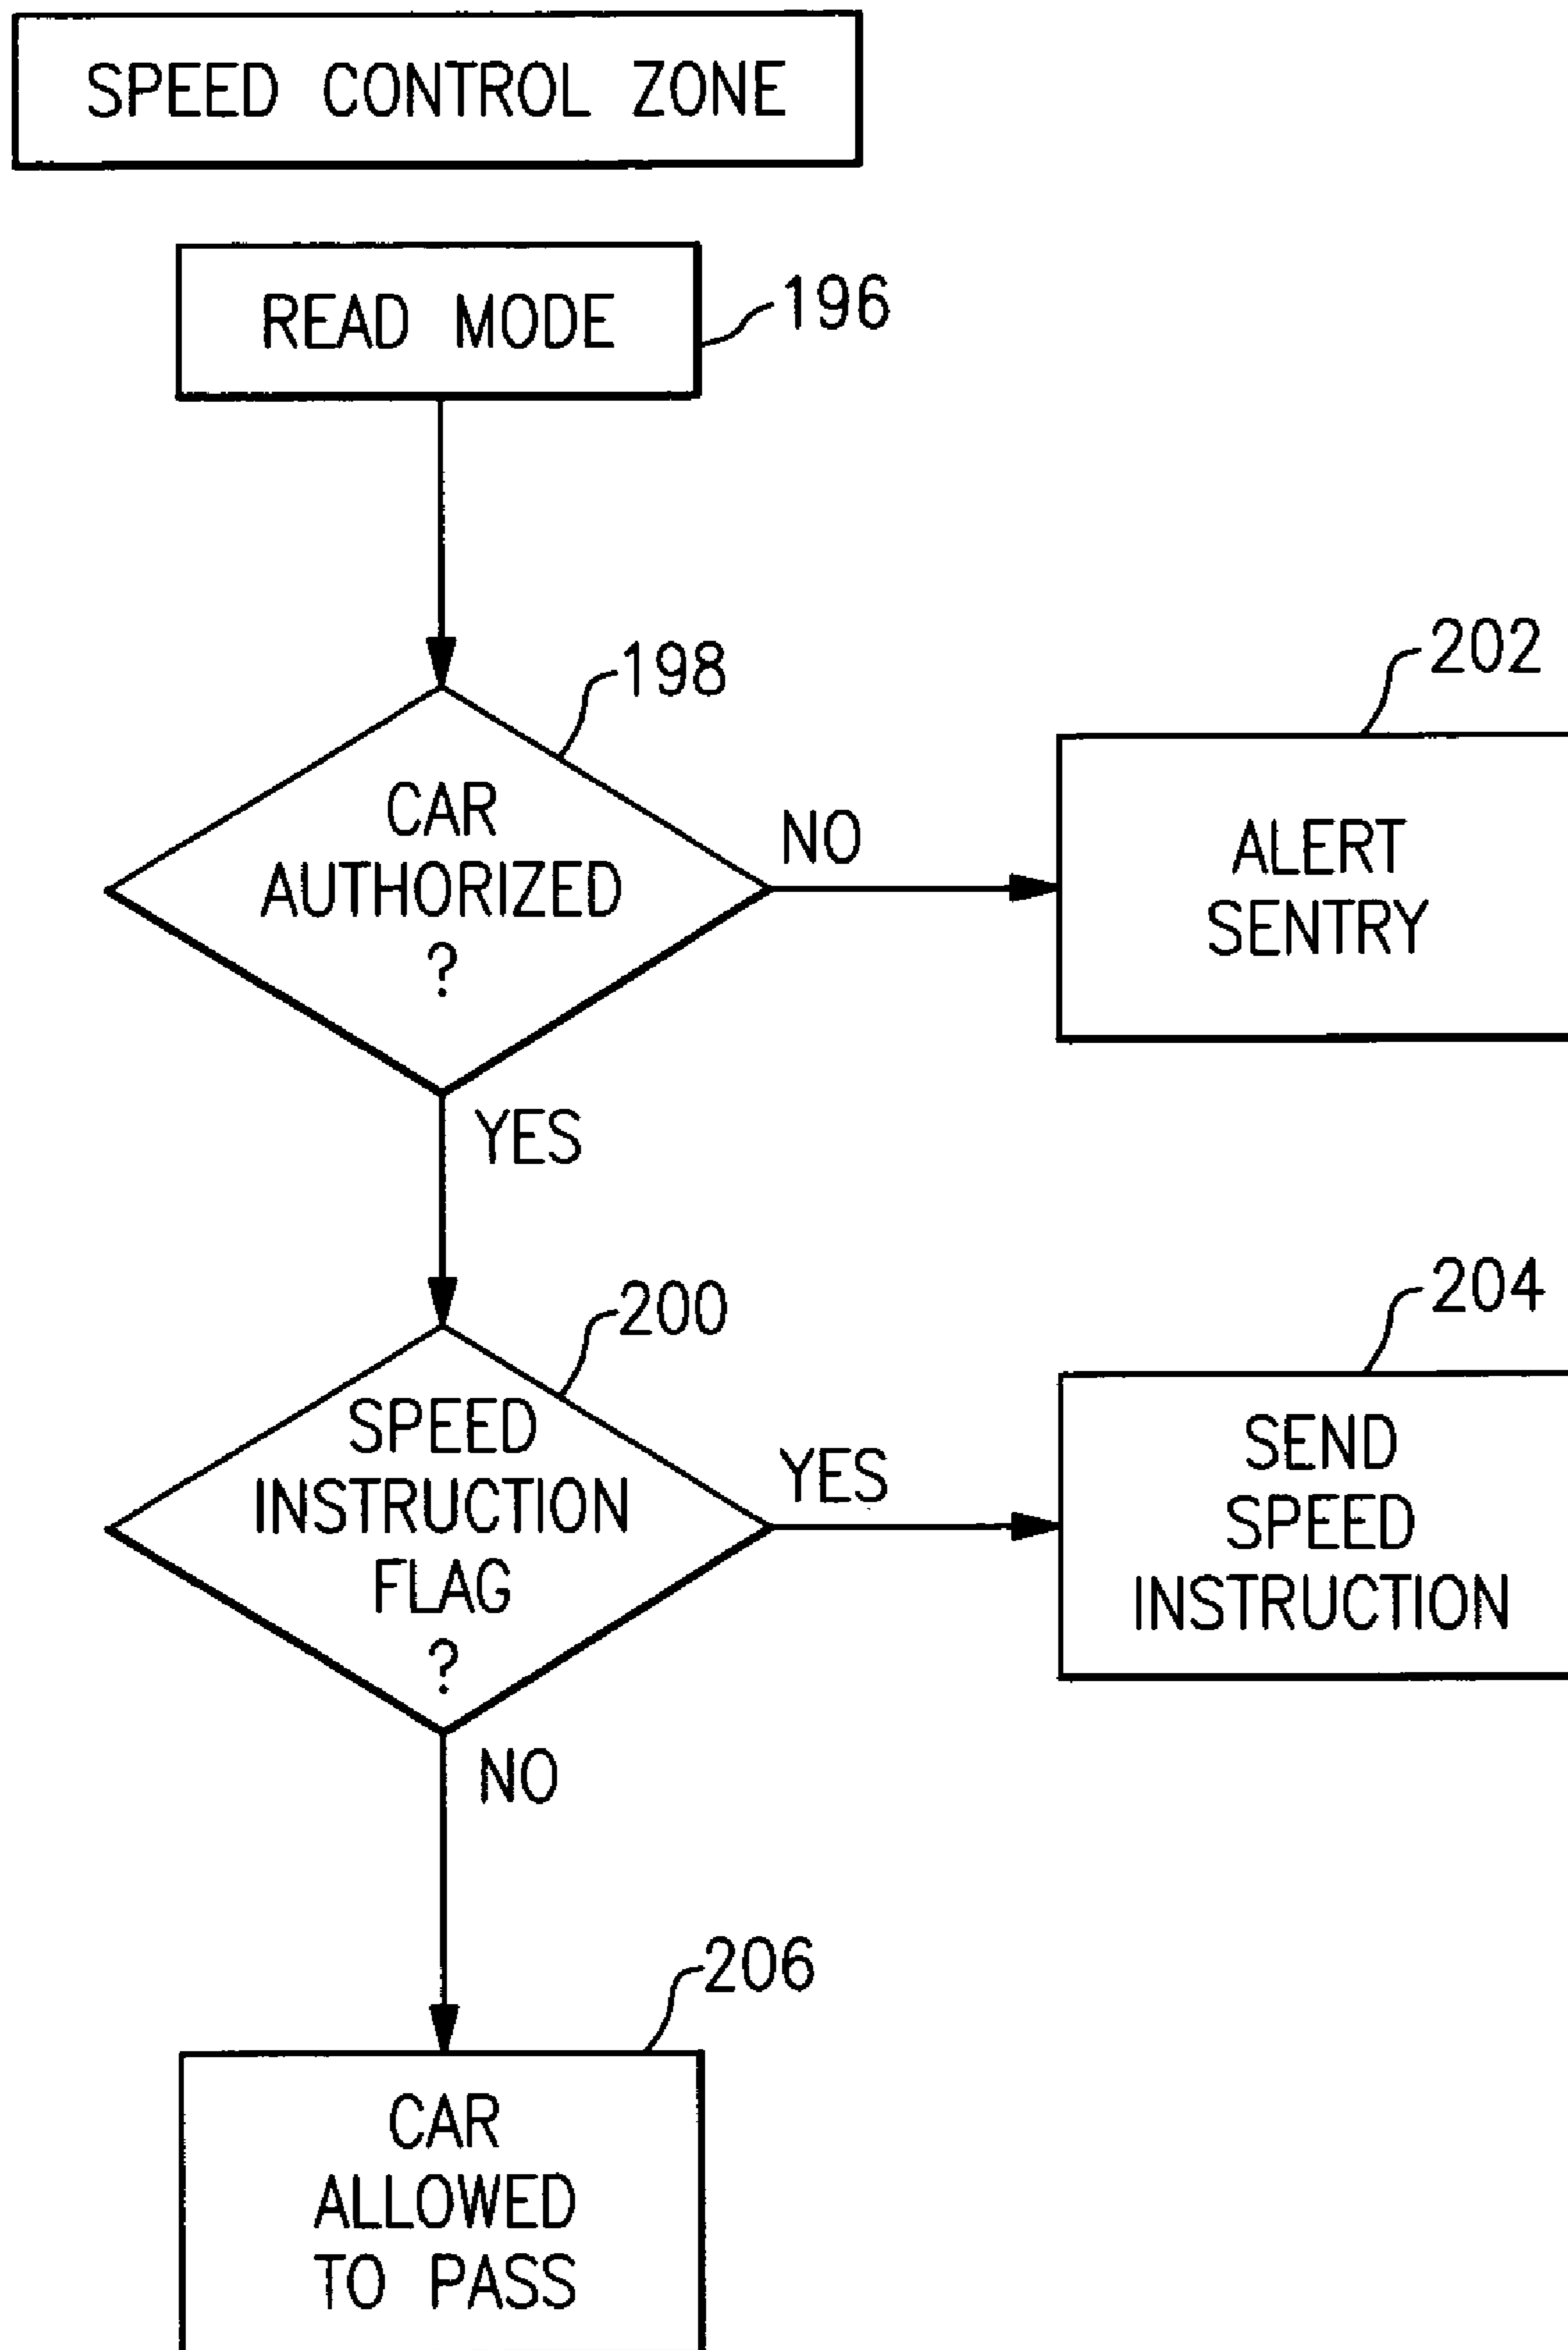 SPEED CONTROL ZONE
READ MODE
196
198
CAR
AUTHORIZED
?
NO
202
ALERT
SENTRY
YES
200
SPEED
INSTRUCTION
FLAG
?
YES
204
SEND
SPEED
INSTRUCTION
NO
206
CAR
ALLOWED
TO PASS